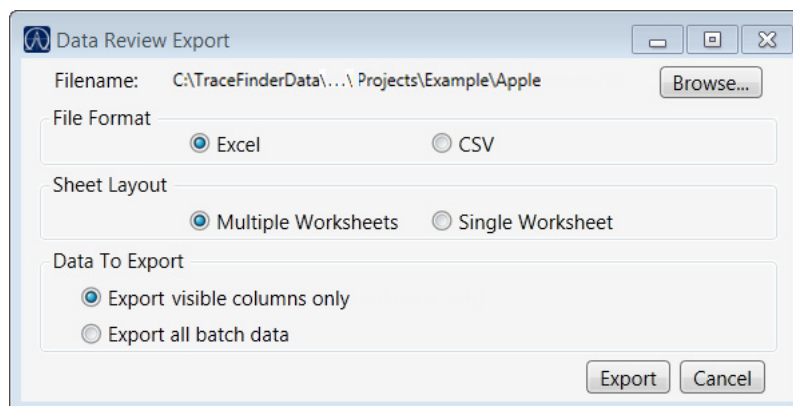 Data Review Export
Filename: C:\TraceFinderData\...\ Projects\Example\Apple Browse...
File Format
Excel CSV
Sheet Layout
Multiple Worksheets Single Worksheet
Data To Export
Export visible columns only
Export all batch data
Export Cancel